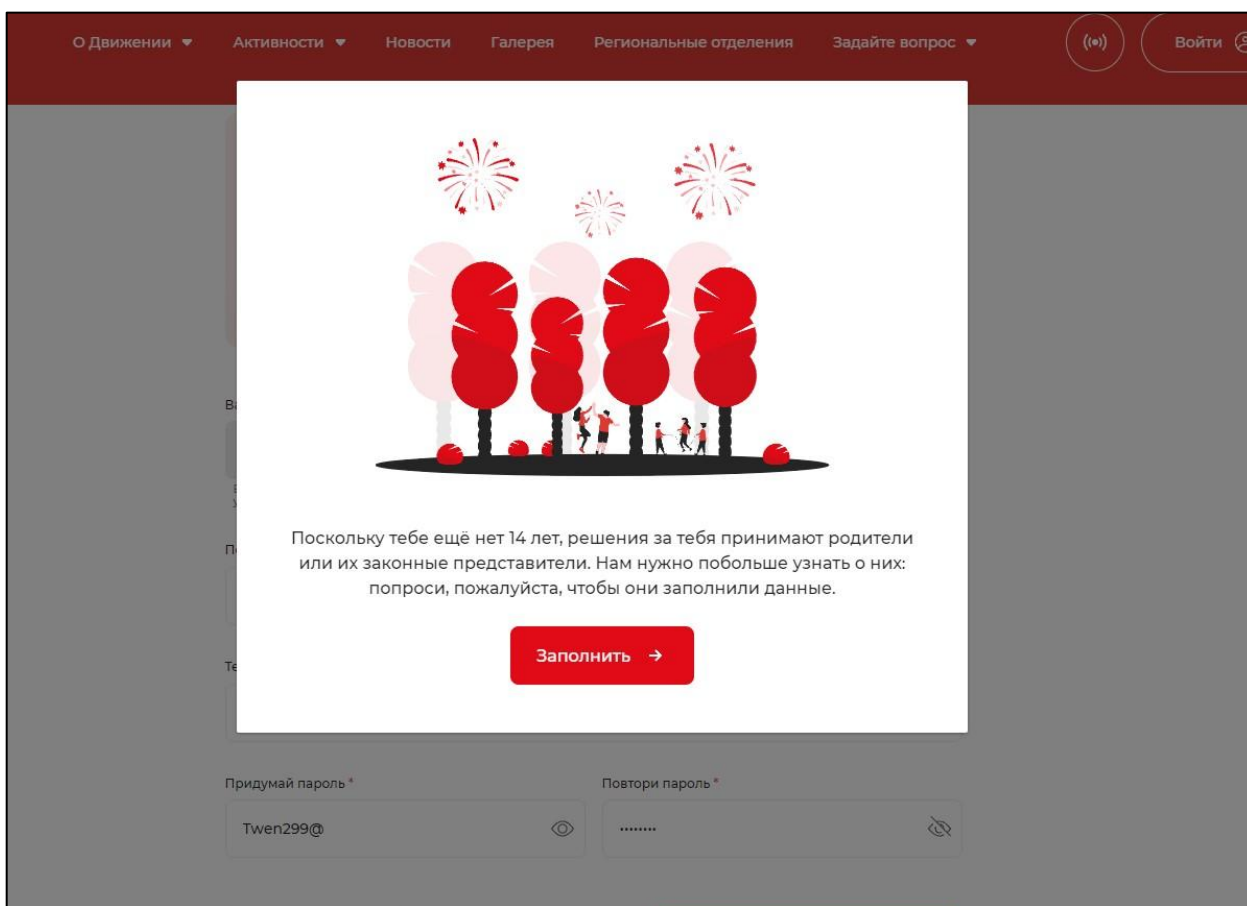 О Движении Активности Новости Галерея Региональные отделения Задайте вопрос Войти
Поскольку тебе ещё нет 14 лет, решения за тебя принимают родители
или их законные представители. Нам нужно побольше узнать о них:
попроси, пожалуйста, чтобы они заполнили данные.
Заполнить →
Придумай пароль * Повтори пароль *
Twen299@ ········